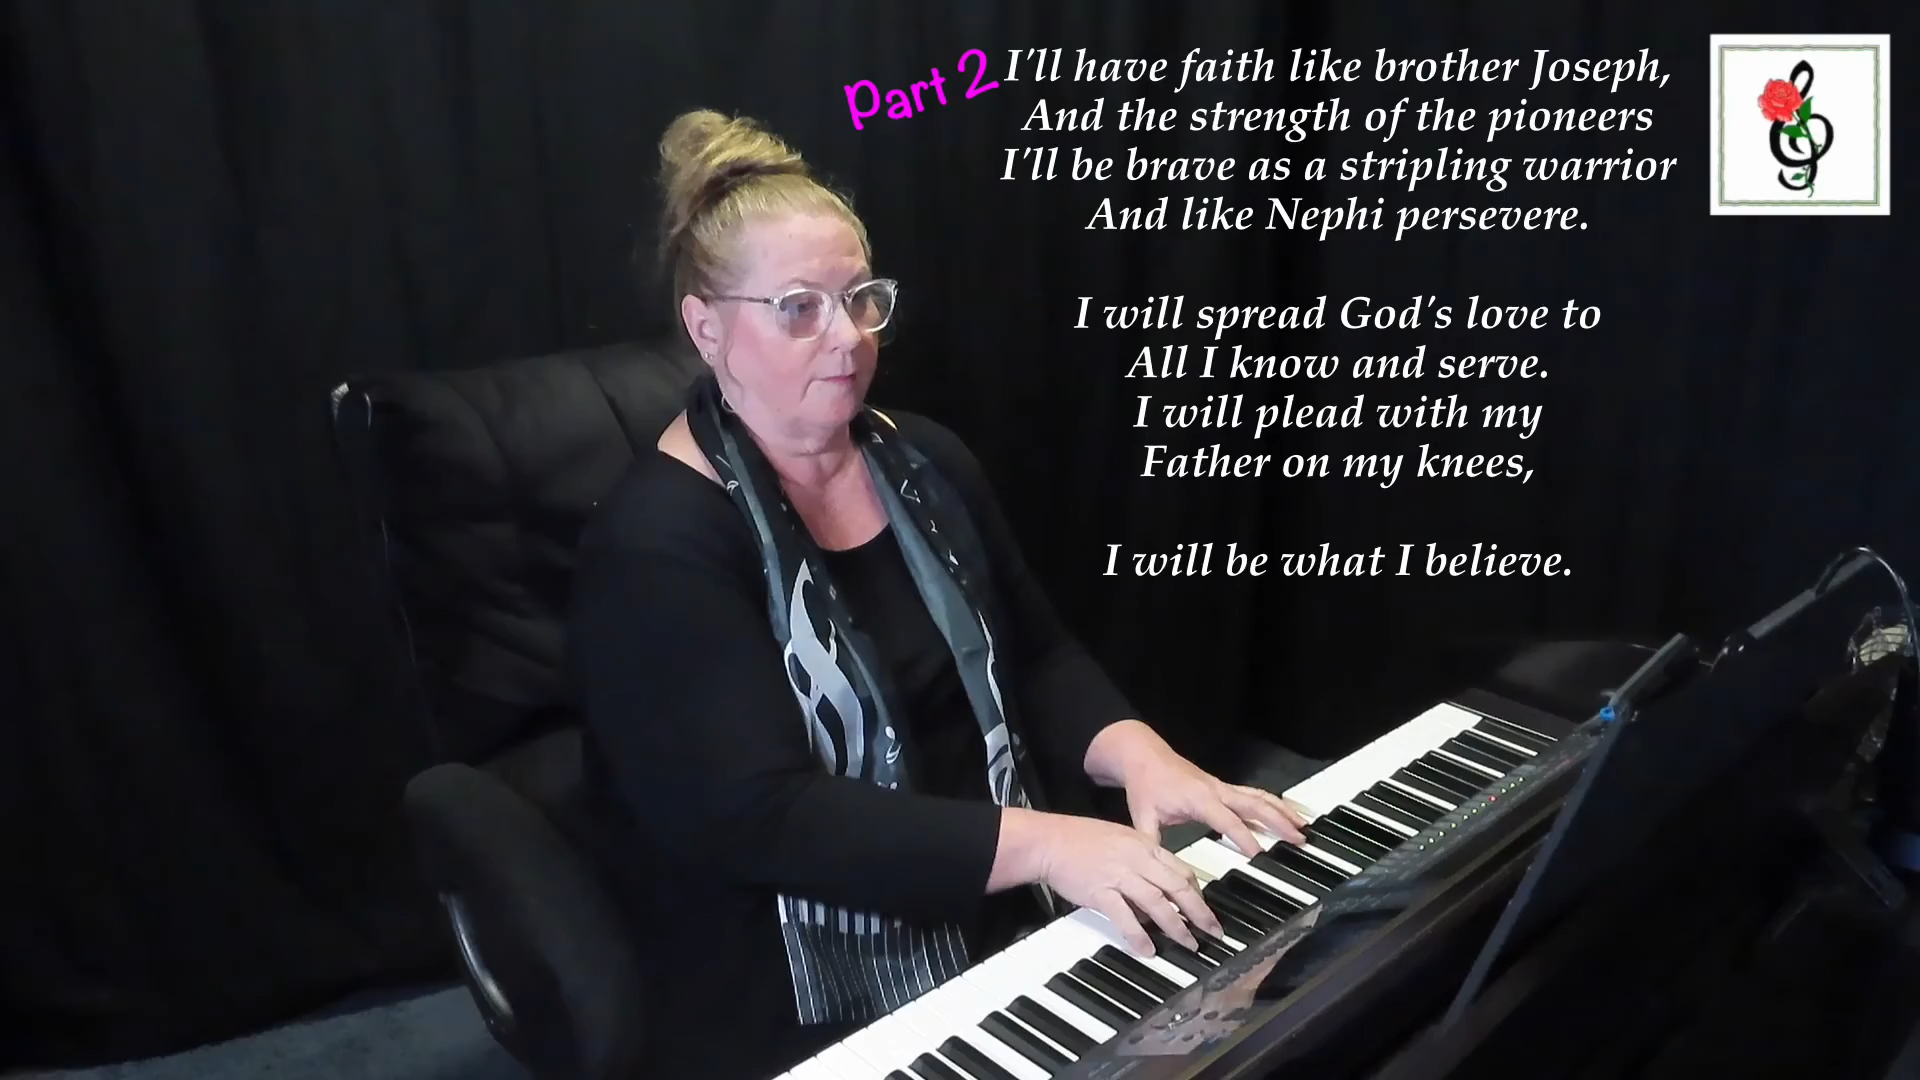 Part 2
I'll have faith like brother Joseph,
And the strength of the pioneers
I'll be brave as a stripling warrior
And like Nephi persevere.
I will spread God's love to
All I know and serve.
I will plead with my
Father on my knees,
I will be what I believe.